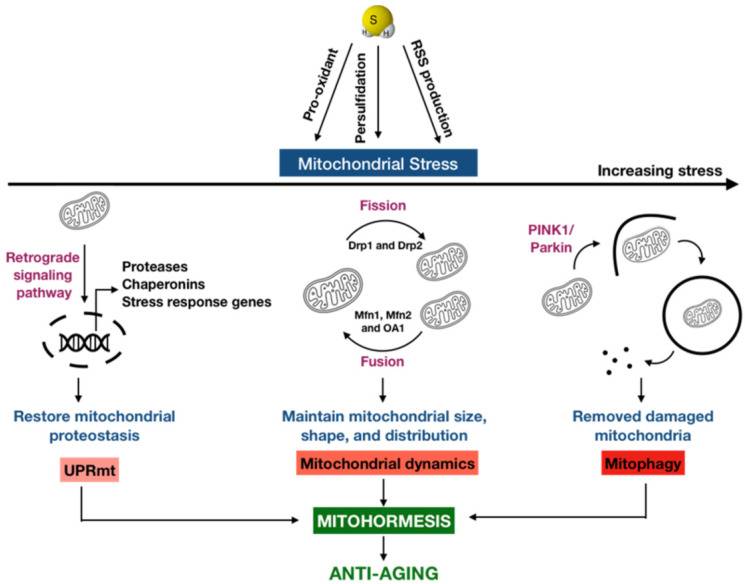 S
H H
Pro-oxidant
Persulfidation
RSS production
Mitochondrial Stress
Increasing stress
Retrograde
signaling
pathway
Proteases
Chaperonins
Stress response genes
Fission
Drp1 and Drp2
Mfn1, Mfn2
and OA1
Fusion
PINK1/
Parkin
Restore mitochondrial
proteostasis
UPRmt
Maintain mitochondrial size,
shape, and distribution
Mitochondrial dynamics
Removed damaged
mitochondria
Mitophagy
MITOHORMESIS
ANTI-AGING